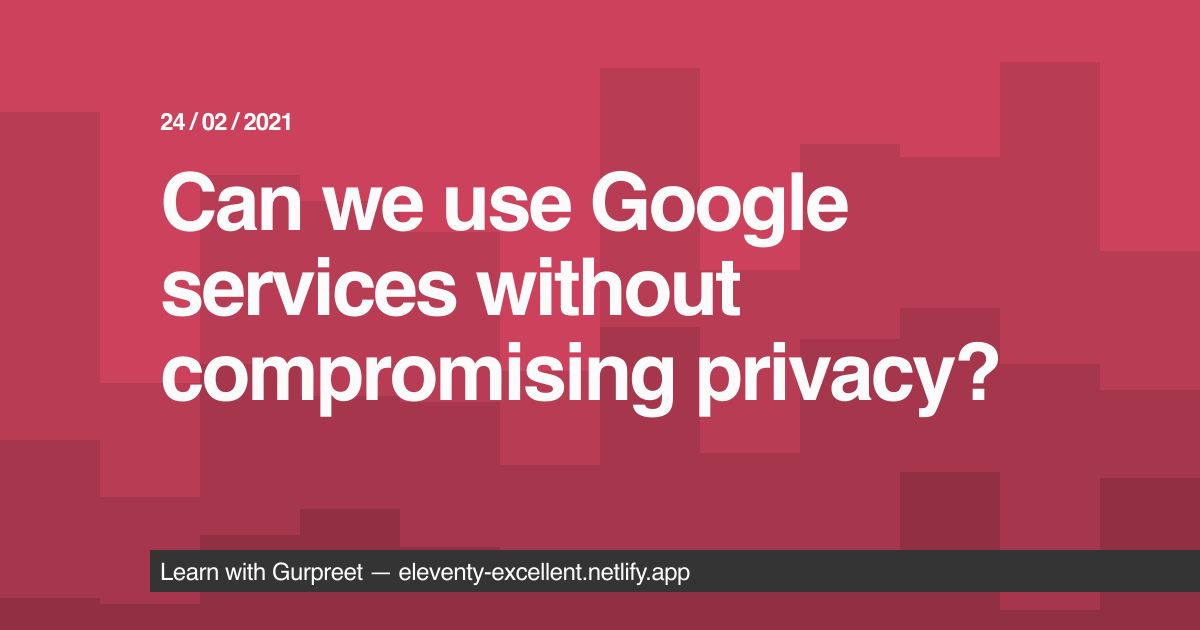 24 / 02 / 2021
Can we use Google
services without
compromising privacy?
Learn with Gurpreet — eleventy-excellent.netlify.app